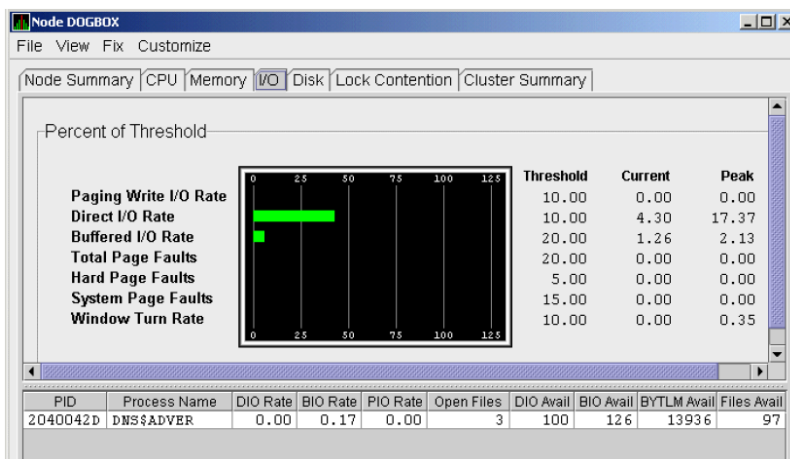 Node DOGBOX
File View Fix Customize
Node Summary CPU Memory I/O Disk Lock Contention Cluster Summary
Percent of Threshold
0 25 50 75 100 125 Threshold Current Peak
Paging Write I/O Rate 10.00 0.00 0.00
Direct I/O Rate 10.00 4.30 17.37
Buffered I/O Rate 20.00 1.26 2.13
Total Page Faults 20.00 0.00 0.00
Hard Page Faults 5.00 0.00 0.00
System Page Faults 15.00 0.00 0.00
Window Turn Rate 10.00 0.00 0.35
0 25 50 75 100 125
PID Process Name DIO Rate BIO Rate PIO Rate Open Files DIO Avail BIO Avail BYTLM Avail Files Avail
2040042D DNS$ADVER 0.00 0.17 0.00 3 100 126 13936 97